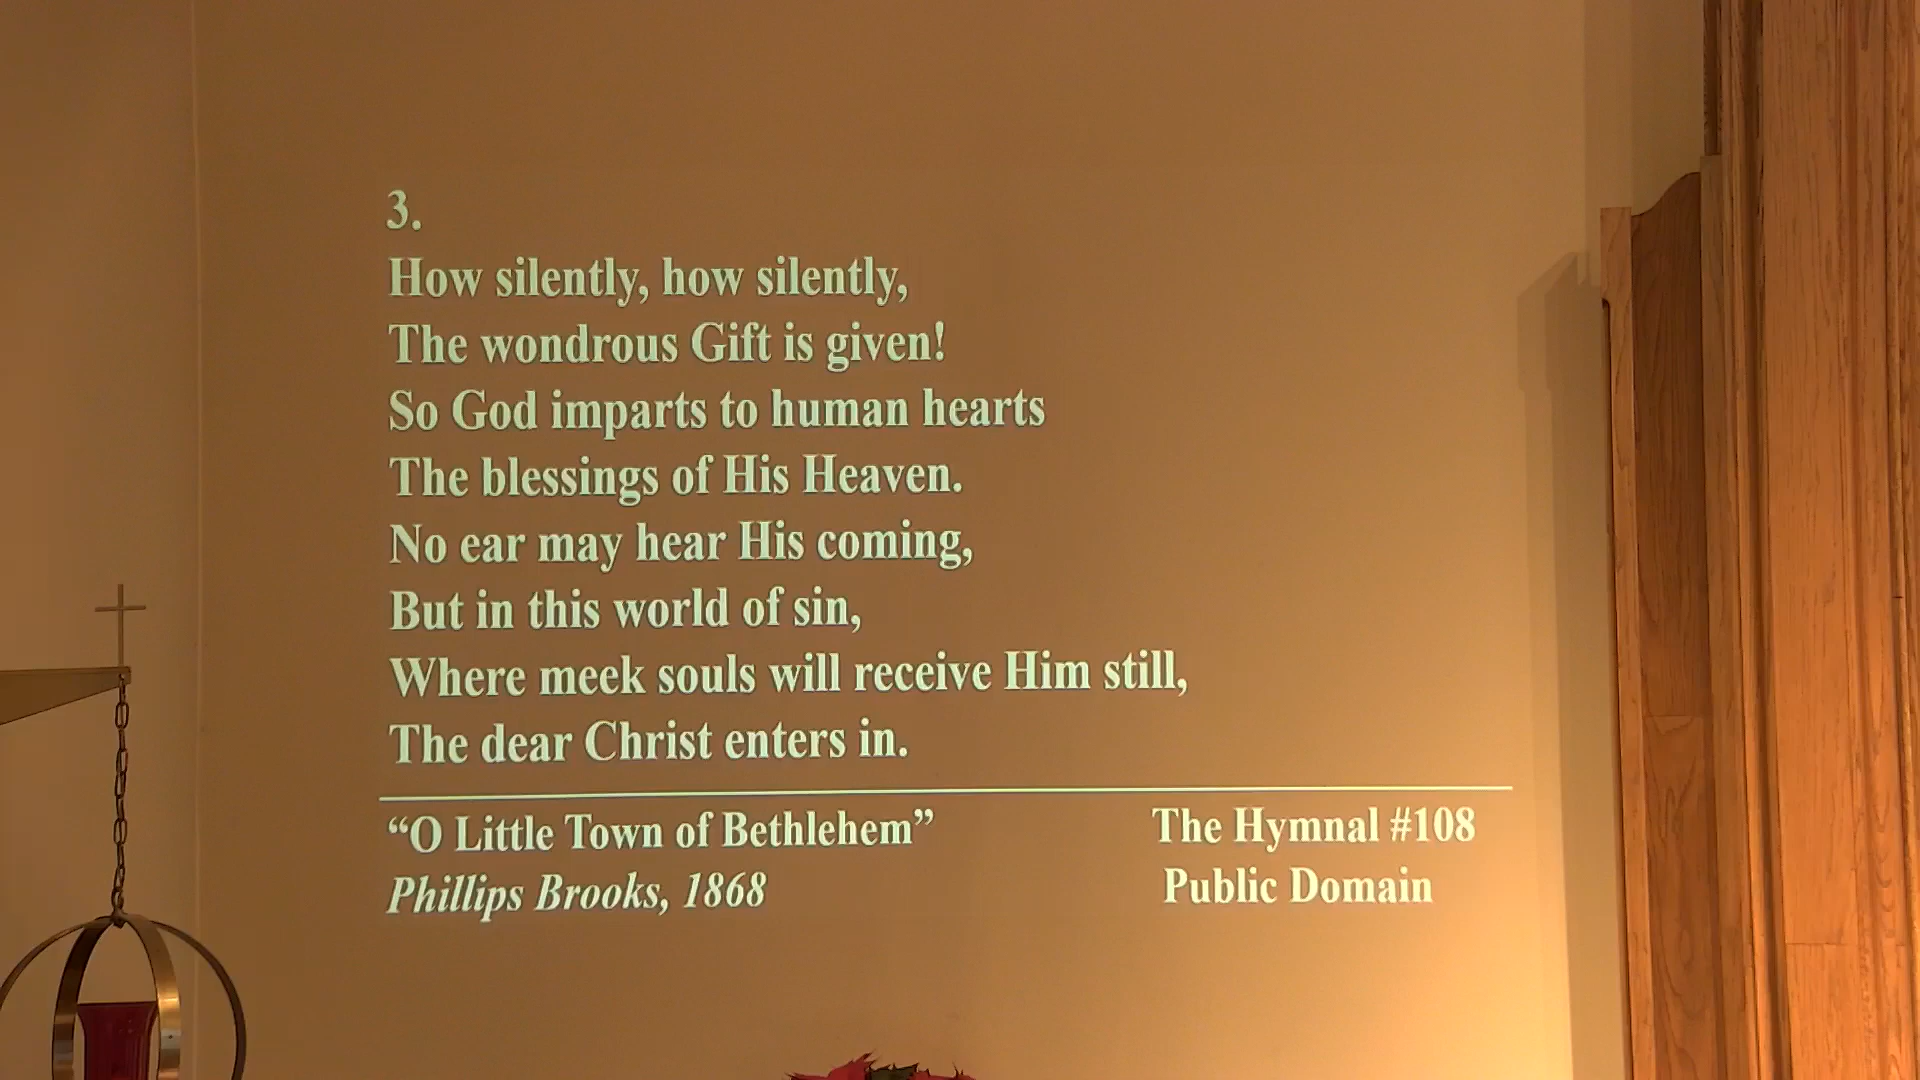 3.
How silently, how silently,
The wondrous Gift is given!
So God imparts to human hearts
The blessings of His Heaven.
No ear may hear His coming,
But in this world of sin,
Where meek souls will receive Him still,
The dear Christ enters in.
“O Little Town of Bethlehem”
The Hymnal #108
Phillips Brooks, 1868
Public Domain